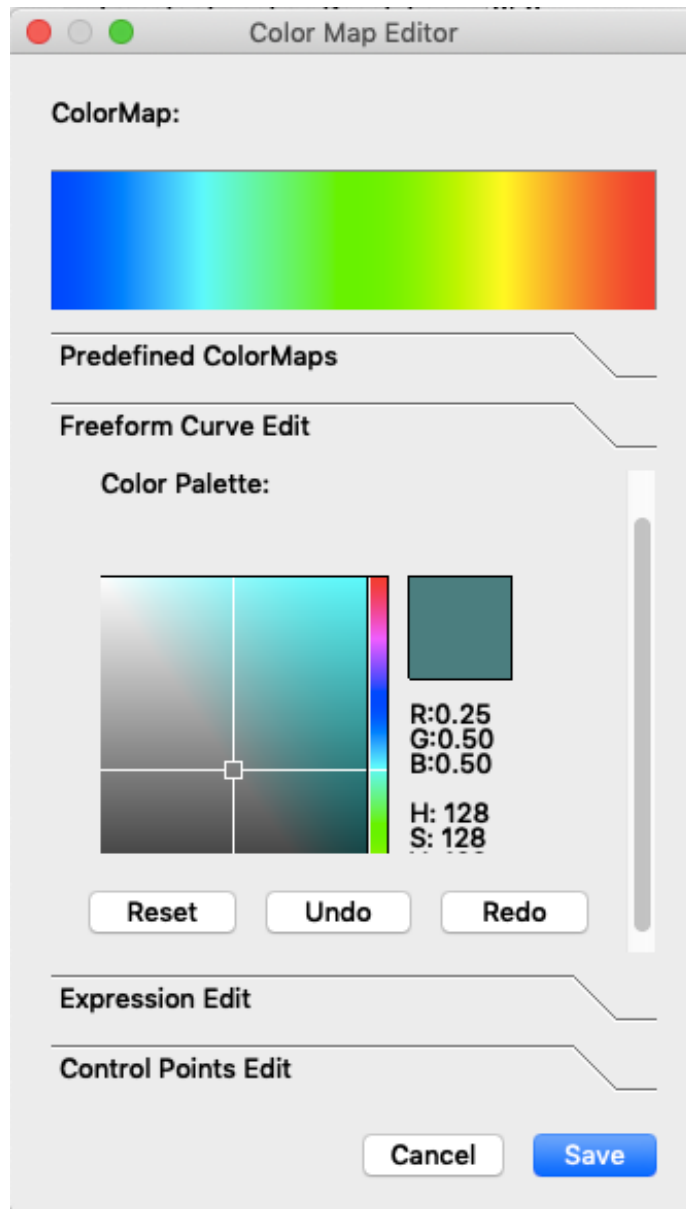 Color Map Editor
ColorMap:
Predefined ColorMaps
Freeform Curve Edit
Color Palette:
R:0.25
G:0.50
B:0.50
H: 128
S: 128
Reset Undo Redo
Expression Edit
Control Points Edit
Cancel Save